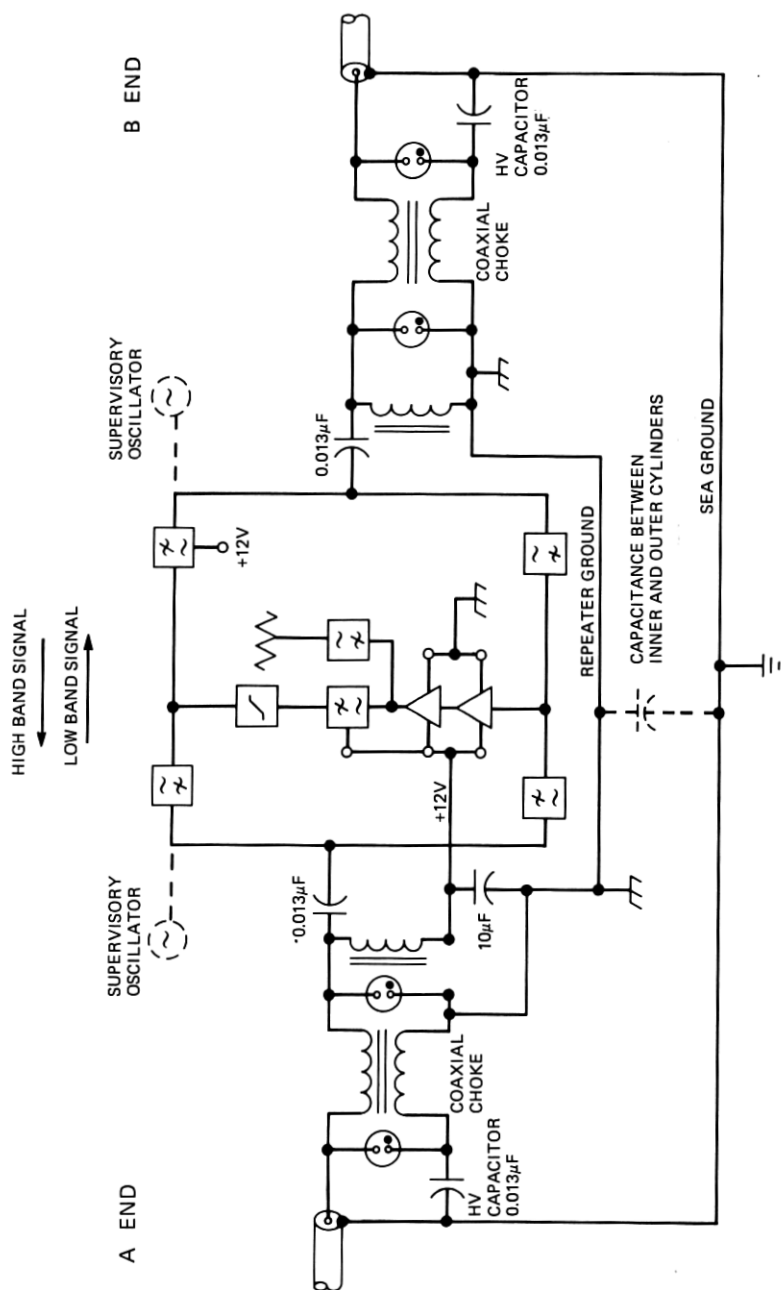 HIGH BAND SIGNAL
LOW BAND SIGNAL
A END
B END
SUPERVISORY
OSCILLATOR
SUPERVISORY
OSCILLATOR
+12V
0.013µF
0.013µF
+12V
10µF
COAXIAL
CHOKE
COAXIAL
CHOKE
HV
CAPACITOR
0.013µF
HV
CAPACITOR
0.013µF
REPEATER GROUND
CAPACITANCE BETWEEN
INNER AND OUTER CYLINDERS
SEA GROUND